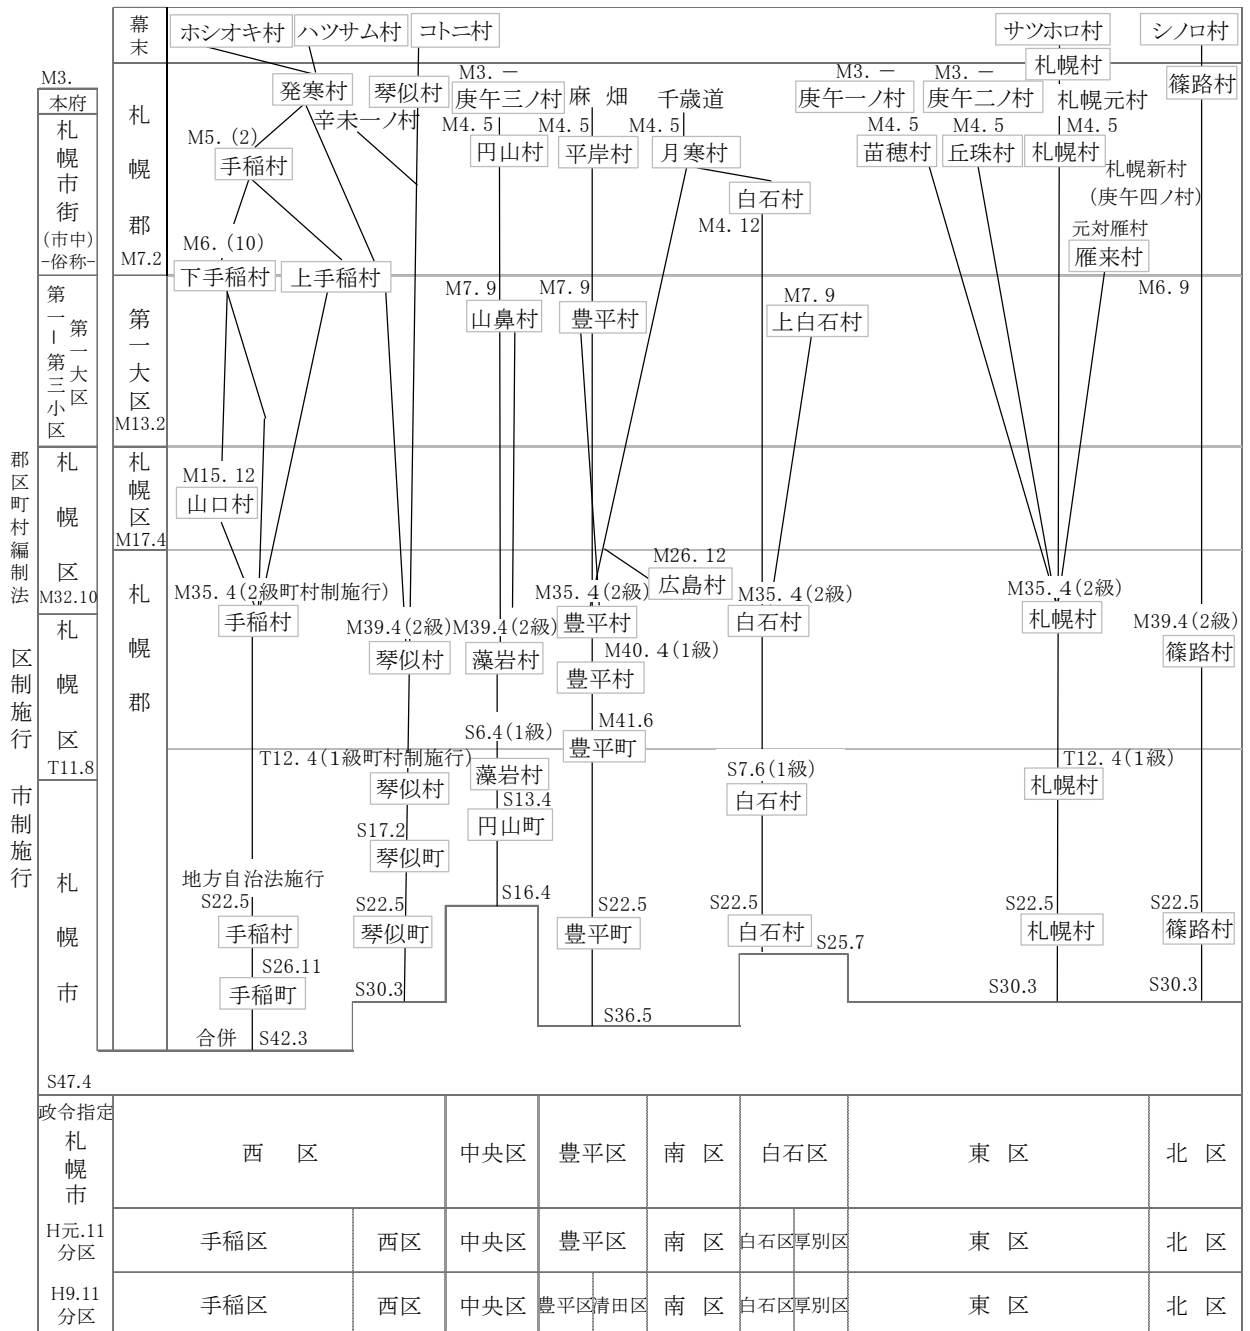 幕末
ホシオキ村
ハツサム村
コトニ村
サツホロ村
シノロ村
M3.
本府
札幌市街
(市中)
-俗称-
札幌郡
M7.2
発寒村
琴似村
辛未一ノ村
M3. －
庚午三ノ村
麻 畑
千歳道
M3. －
庚午一ノ村
M3. －
庚午二ノ村
札幌村
札幌元村
篠路村
M5. (2)
手稲村
M4. 5
円山村
M4. 5
平岸村
M4. 5
月寒村
白石村
M4. 12
M4. 5
苗穂村
M4. 5
丘珠村
M4. 5
札幌村
札幌新村
(庚午四ノ村)
元対雁村
雁来村
M6. (10)
下手稲村
上手稲村
第一ー第三小区
第一大区
第一大区
M13.2
M7. 9
山鼻村
M7. 9
豊平村
M7. 9
上白石村
M6. 9
郡区町村編制法
札幌区
M32.10
札幌区
M17.4
M15. 12
山口村
札幌郡
M26. 12
広島村
M35. 4(2級町村制施行)
手稲村
M35. 4(2級)
豊平村
M35. 4(2級)
白石村
M35. 4(2級)
札幌村
区制施行
札幌区
T11.8
M39.4(2級)
琴似村
M39.4(2級)
藻岩村
M40. 4(1級)
豊平村
M39.4(2級)
篠路村
M41.6
豊平町
S6.4(1級)
藻岩村
T12. 4(1級町村制施行)
琴似村
S7.6(1級)
白石村
T12. 4(1級)
札幌村
市制施行
札幌市
S13.4
円山町
S17.2
琴似町
S16.4
地方自治法施行
S22.5
手稲村
S22.5
琴似町
S22.5
豊平町
S22.5
白石村
S25.7
S22.5
札幌村
S22.5
篠路村
S26.11
手稲町
S30.3
S30.3
S30.3
S36.5
合併 S42.3
S47.4
政令指定
札幌市
西 区
中央区
豊平区
南 区
白石区
東 区
北 区
H元.11
分区
手稲区
西区
中央区
豊平区
南 区
白石区
厚別区
東 区
北 区
H9.11
分区
手稲区
西区
中央区
豊平区
清田区
南 区
白石区
厚別区
東 区
北 区